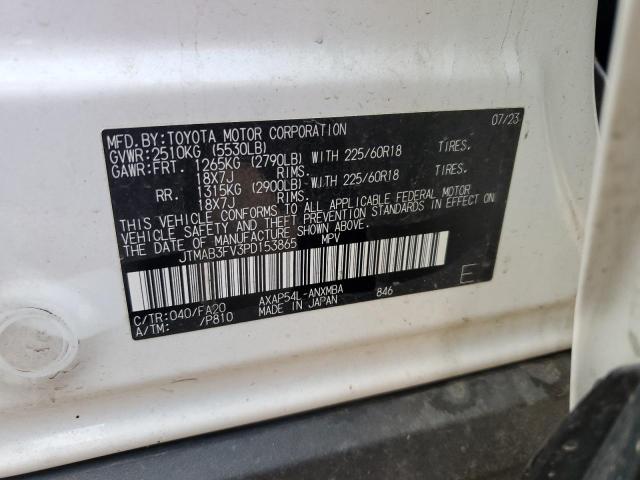 MFD. BY: TOYOTA MOTOR CORPORATION 07/23
GVWR: 2510KG (5530LB)
GAWR: FRT. 1265KG (2790LB) WITH 225/60R18 TIRES.
18X7J RIMS.
RR. 1315KG (2900LB) WITH 225/60R18 TIRES.
18X7J RIMS.
THIS VEHICLE CONFORMS TO ALL APPLICABLE FEDERAL MOTOR
VEHICLE SAFETY AND THEFT PREVENTION STANDARDS IN EFFECT ON
THE DATE OF MANUFACTURE SHOWN ABOVE.
JTMAB3FV3PD153865 MPV
C/TR: 040/FA20 AXAP54L-ANXMBA 846
A/TM: /P810 MADE IN JAPAN
E